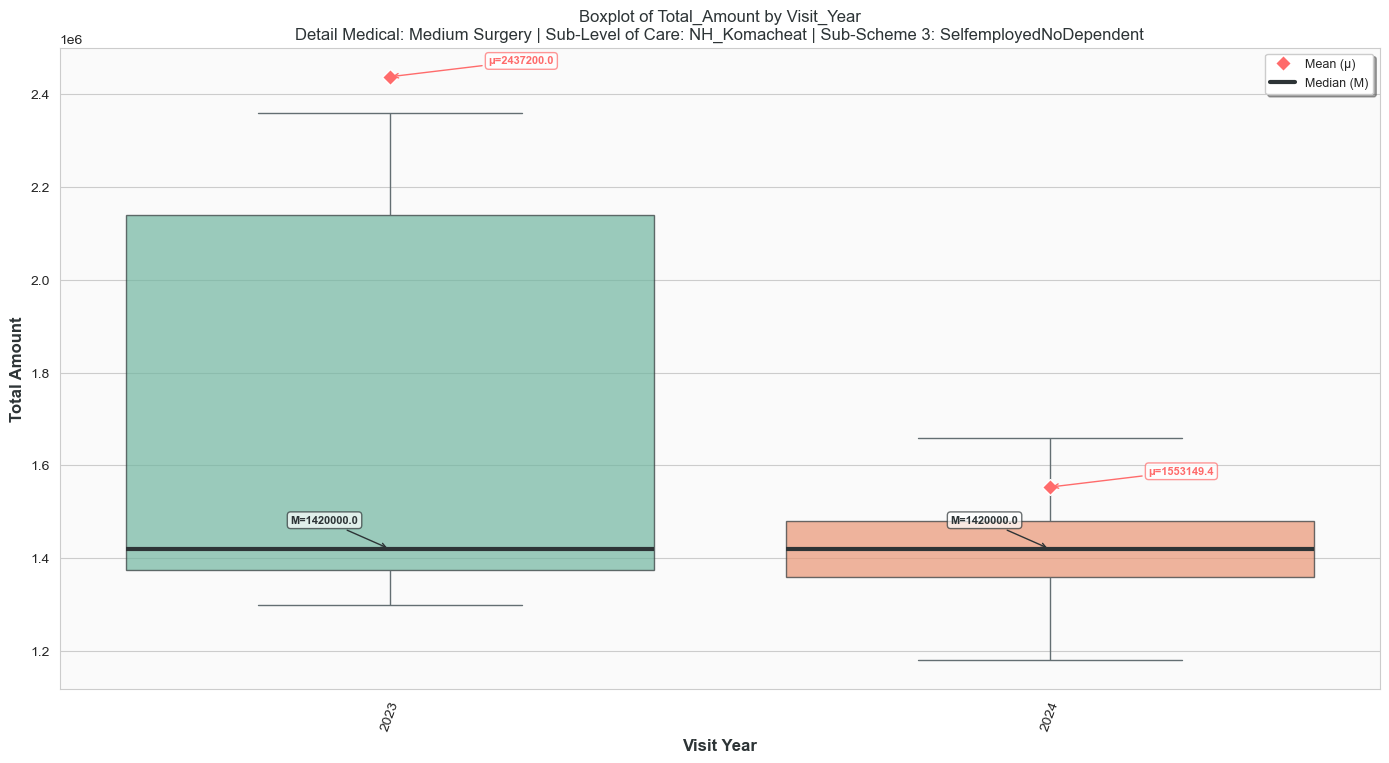 Boxplot of Total_Amount by Visit_Year
Detail Medical: Medium Surgery | Sub-Level of Care: NH_Komacheat | Sub-Scheme 3: SelfemployedNoDependent
1e6
μ=2437200.0
Mean (μ)
Median (M)
2.4
2.2
2.0
1.8
1.6
1.4
1.2
Total Amount
M=1420000.0
μ=1553149.4
M=1420000.0
2023
2024
Visit Year